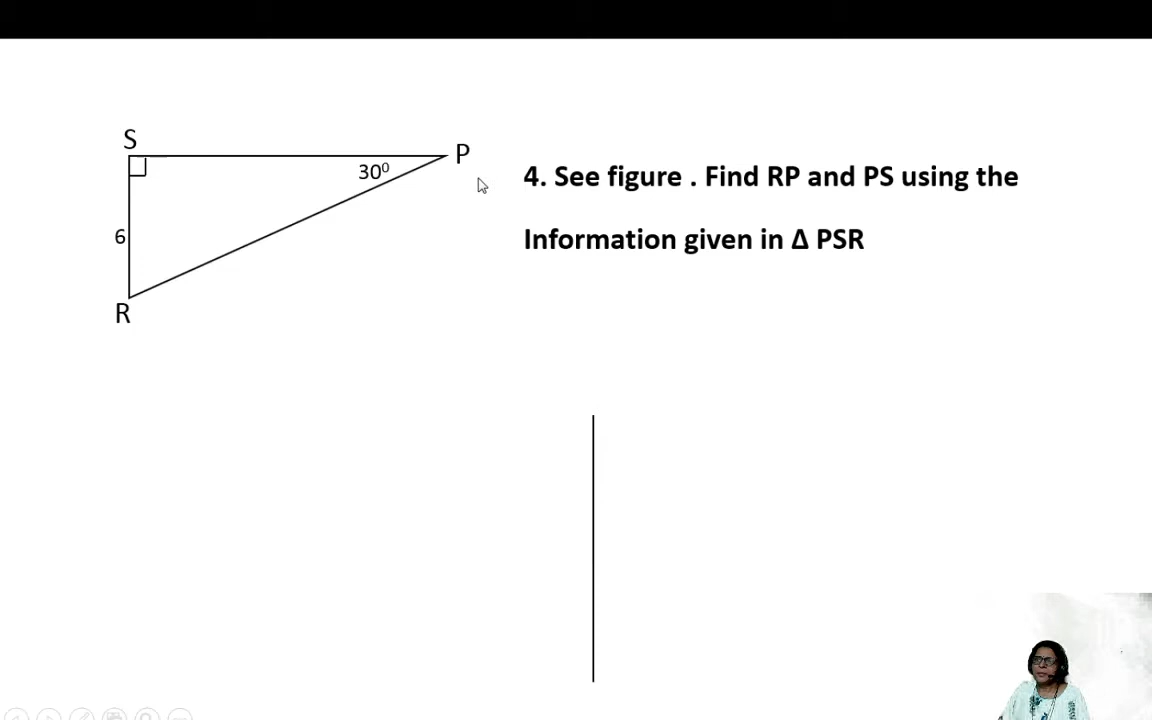 S
P
30⁰
6
R
4. See figure . Find RP and PS using the
Information given in Δ PSR